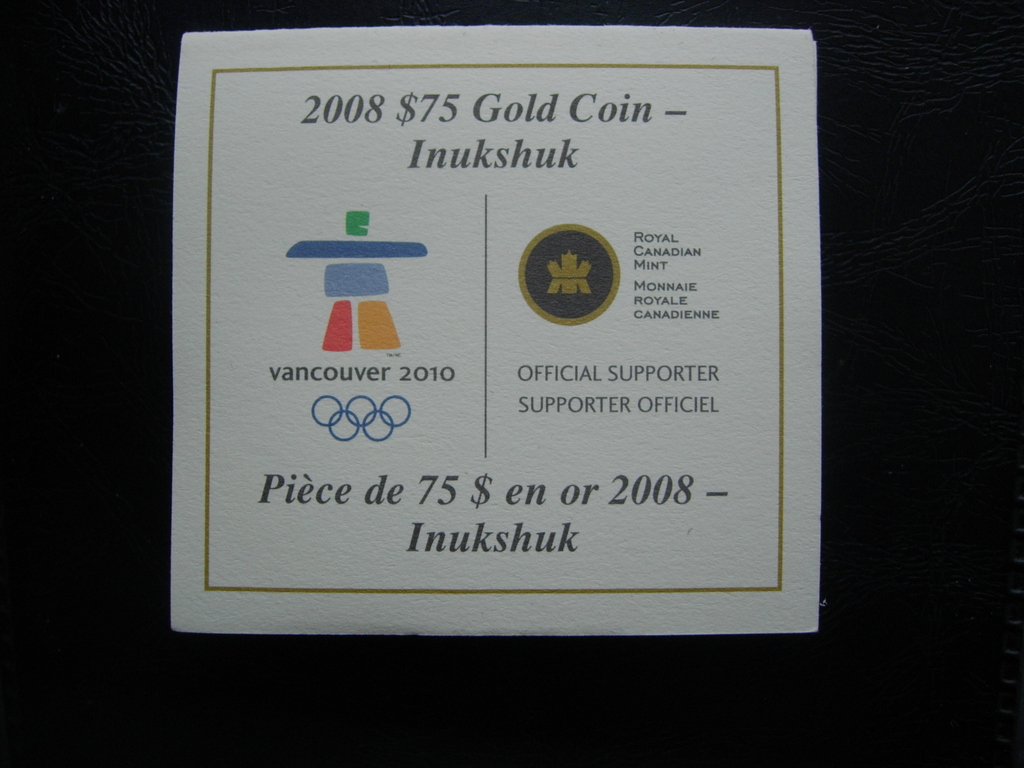 2008 $75 Gold Coin –
Inukshuk
vancouver 2010
ROYAL
CANADIAN
MINT
MONNAIE
ROYALE
CANADIENNE
OFFICIAL SUPPORTER
SUPPORTER OFFICIEL
Pièce de 75 $ en or 2008 –
Inukshuk